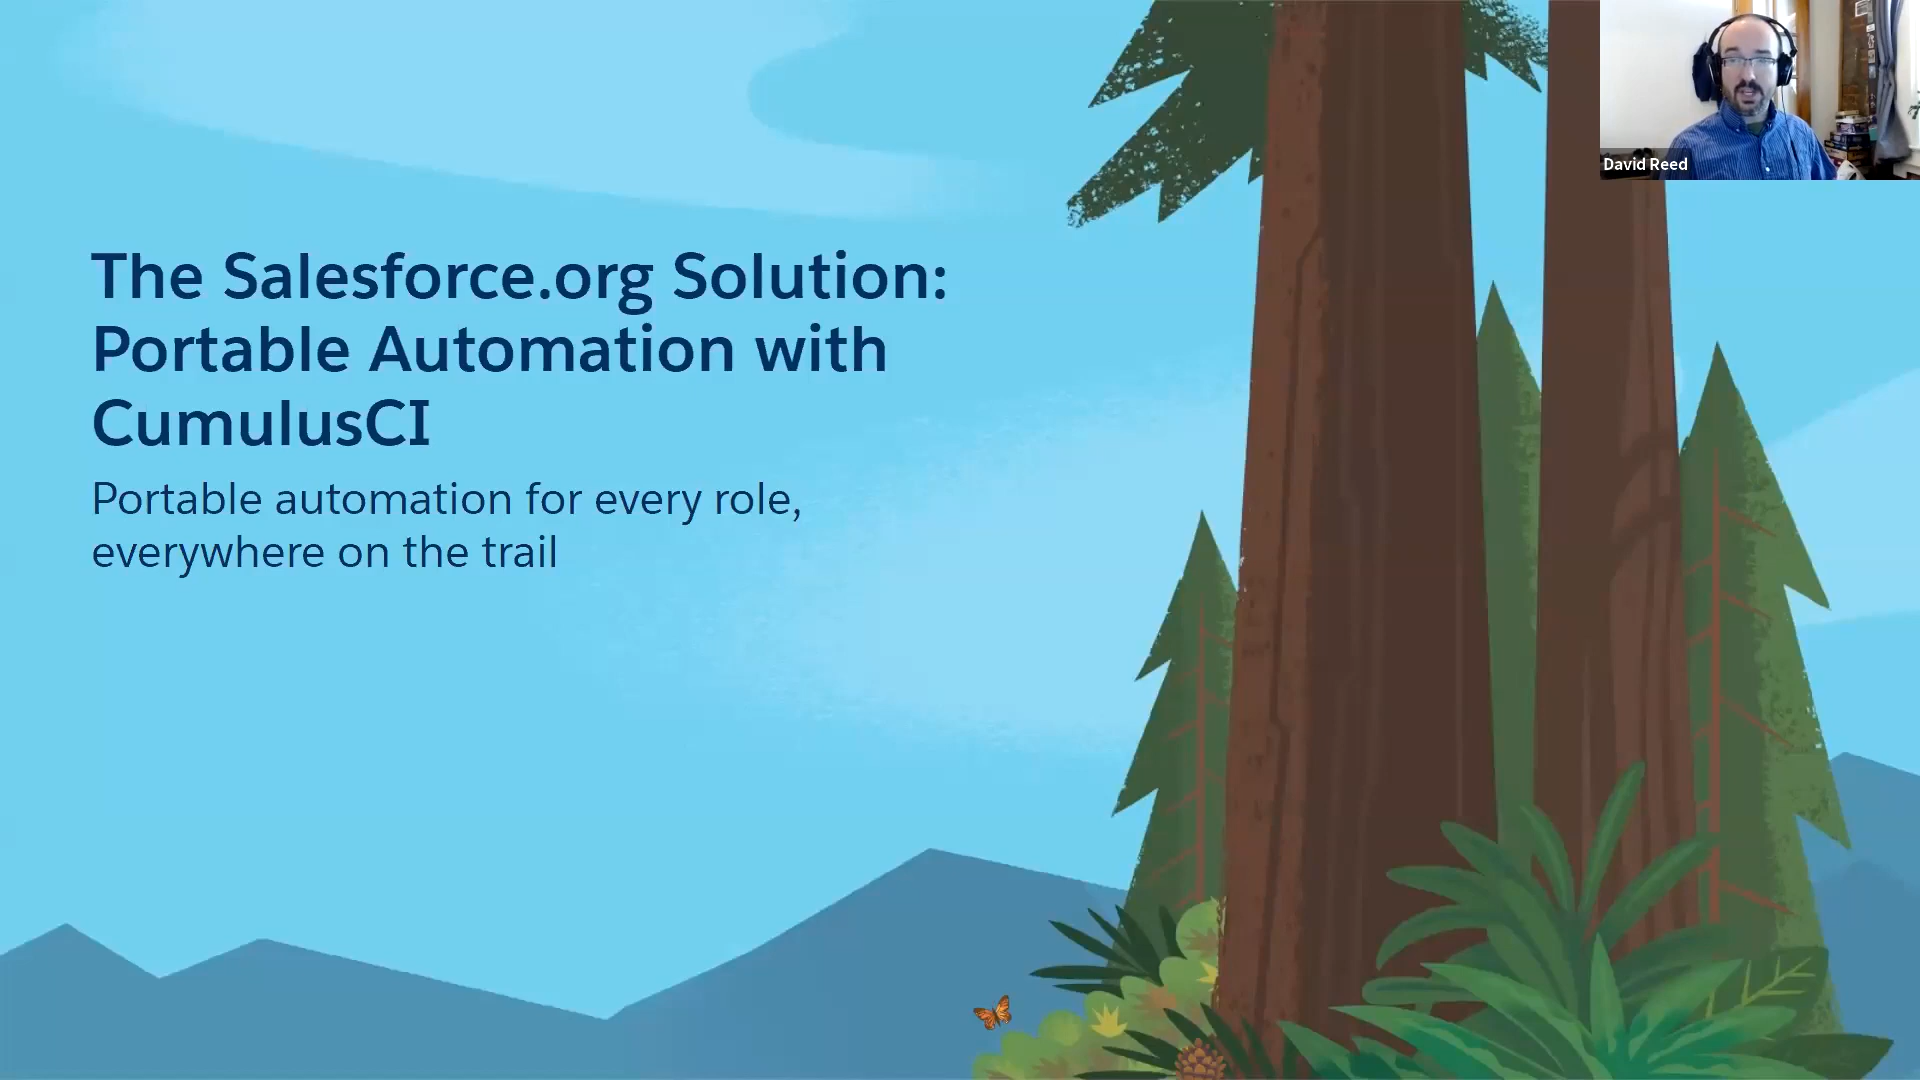 The Salesforce.org Solution:
Portable Automation with
CumulusCI
Portable automation for every role,
everywhere on the trail
David Reed